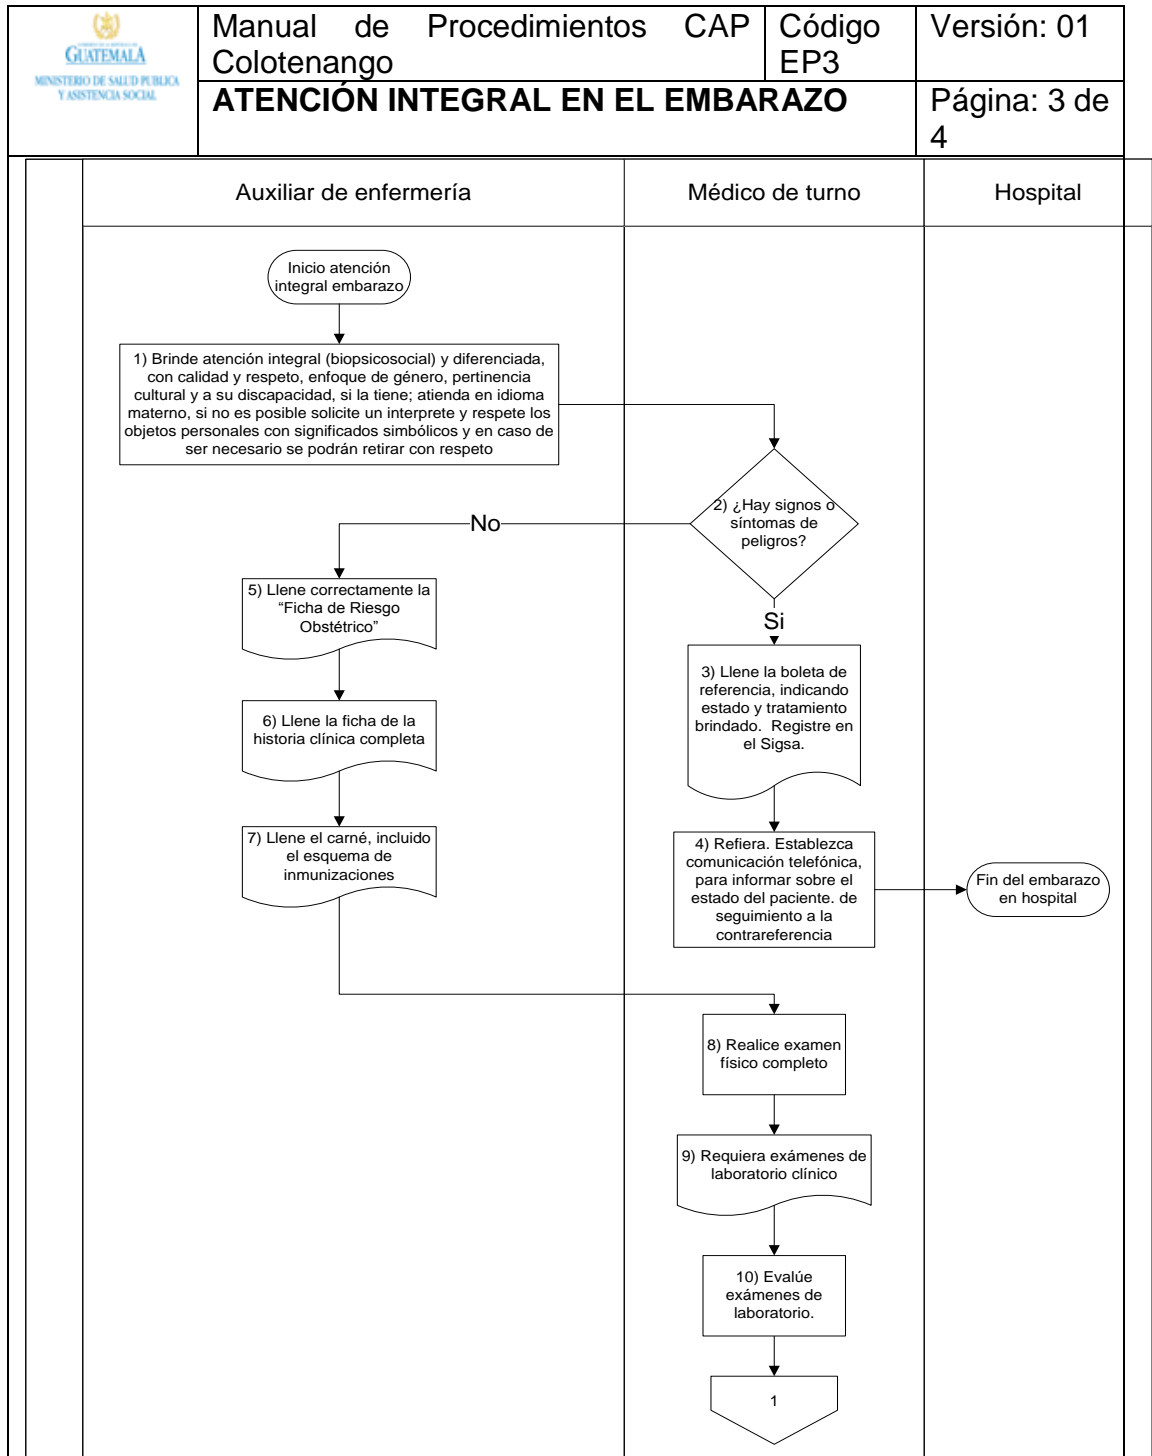 GUATEMALA
MINISTERIO DE SALUD PUBLICA
Y ASISTENCIA SOCIAL
Manual de Procedimientos CAP
Colotenango
Código
EP3
Versión: 01
ATENCIÓN INTEGRAL EN EL EMBARAZO
Página: 3 de
4
Auxiliar de enfermería
Médico de turno
Hospital
Inicio atención
integral embarazo
1) Brinde atención integral (biopsicosocial) y diferenciada,
con calidad y respeto, enfoque de género, pertinencia
cultural y a su discapacidad, si la tiene; atienda en idioma
materno, si no es posible solicite un interprete y respete los
objetos personales con significados simbólicos y en caso de
ser necesario se podrán retirar con respeto
2) ¿Hay signos o
síntomas de
peligros?
No
Si
5) Llene correctamente la
“Ficha de Riesgo
Obstétrico”
3) Llene la boleta de
referencia, indicando
estado y tratamiento
brindado.  Registre en
el Sigsa.
6) Llene la ficha de la
historia clínica completa
7) Llene el carné, incluido
el esquema de
inmunizaciones
4) Refiera. Establezca
comunicación telefónica,
para informar sobre el
estado del paciente. de
seguimiento a la
contrareferencia
Fin del embarazo
en hospital
8) Realice examen
físico completo
9) Requiera exámenes de
laboratorio clínico
10) Evalúe
exámenes de
laboratorio.
1